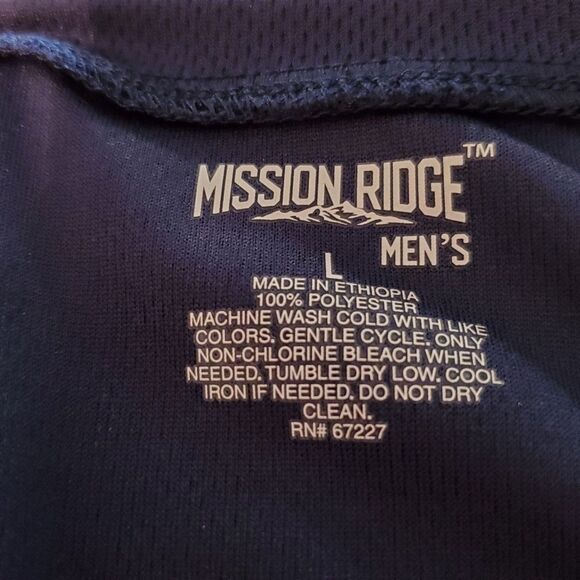 MISSION RIDGE™
MEN'S
L
MADE IN ETHIOPIA
100% POLYESTER
MACHINE WASH COLD WITH LIKE
COLORS. GENTLE CYCLE. ONLY
NON-CHLORINE BLEACH WHEN
NEEDED. TUMBLE DRY LOW. COOL
IRON IF NEEDED. DO NOT DRY
CLEAN.
RN# 67227